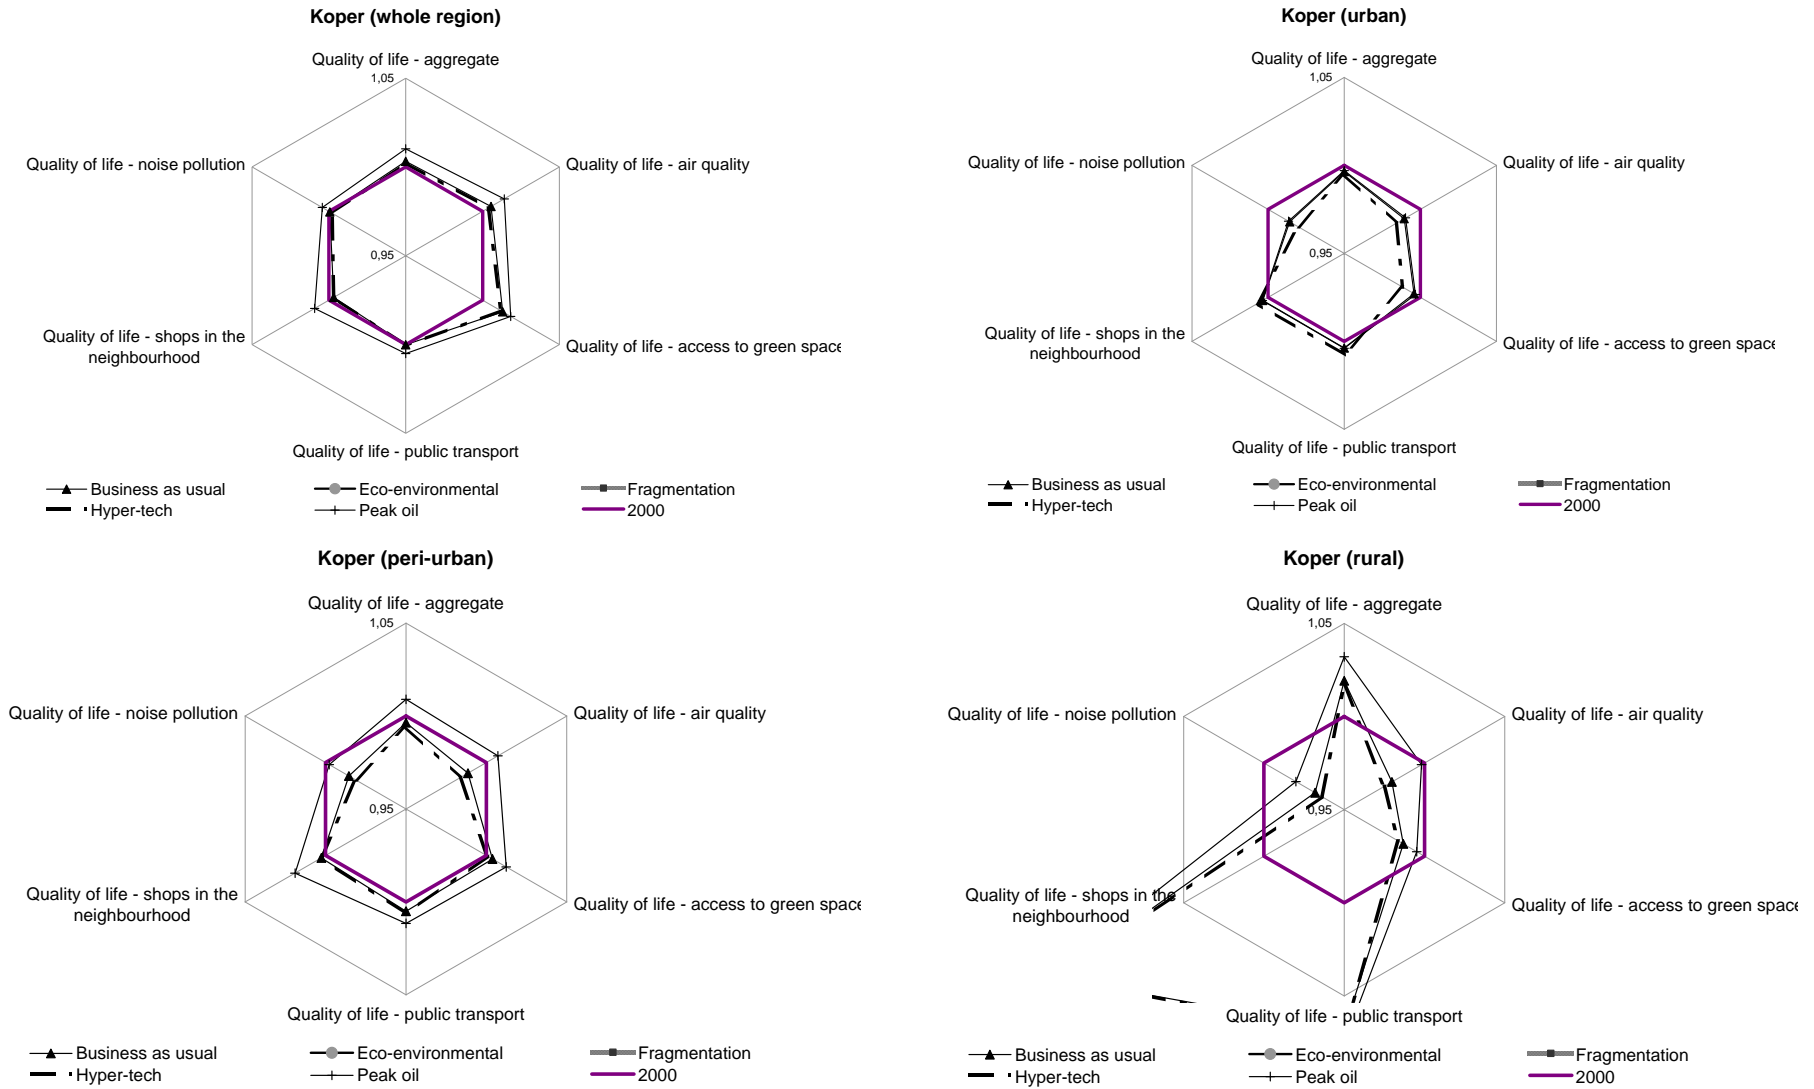 Koper (whole region)
Quality of life - aggregate
1,05
Quality of life - noise pollution
Quality of life - air quality
0,95
Quality of life - shops in the
neighbourhood
Quality of life - access to green space
Quality of life - public transport
Business as usual
Eco-environmental
Fragmentation
Hyper-tech
Peak oil
2000
Koper (urban)
Quality of life - aggregate
1,05
Quality of life - noise pollution
Quality of life - air quality
0,95
Quality of life - shops in the
neighbourhood
Quality of life - access to green space
Quality of life - public transport
Business as usual
Eco-environmental
Fragmentation
Hyper-tech
Peak oil
2000
Koper (peri-urban)
Quality of life - aggregate
1,05
Quality of life - noise pollution
Quality of life - air quality
0,95
Quality of life - shops in the
neighbourhood
Quality of life - access to green space
Quality of life - public transport
Business as usual
Eco-environmental
Fragmentation
Hyper-tech
Peak oil
2000
Koper (rural)
Quality of life - aggregate
1,05
Quality of life - noise pollution
Quality of life - air quality
0,95
Quality of life - shops in the
neighbourhood
Quality of life - access to green space
Quality of life - public transport
Business as usual
Eco-environmental
Fragmentation
Hyper-tech
Peak oil
2000